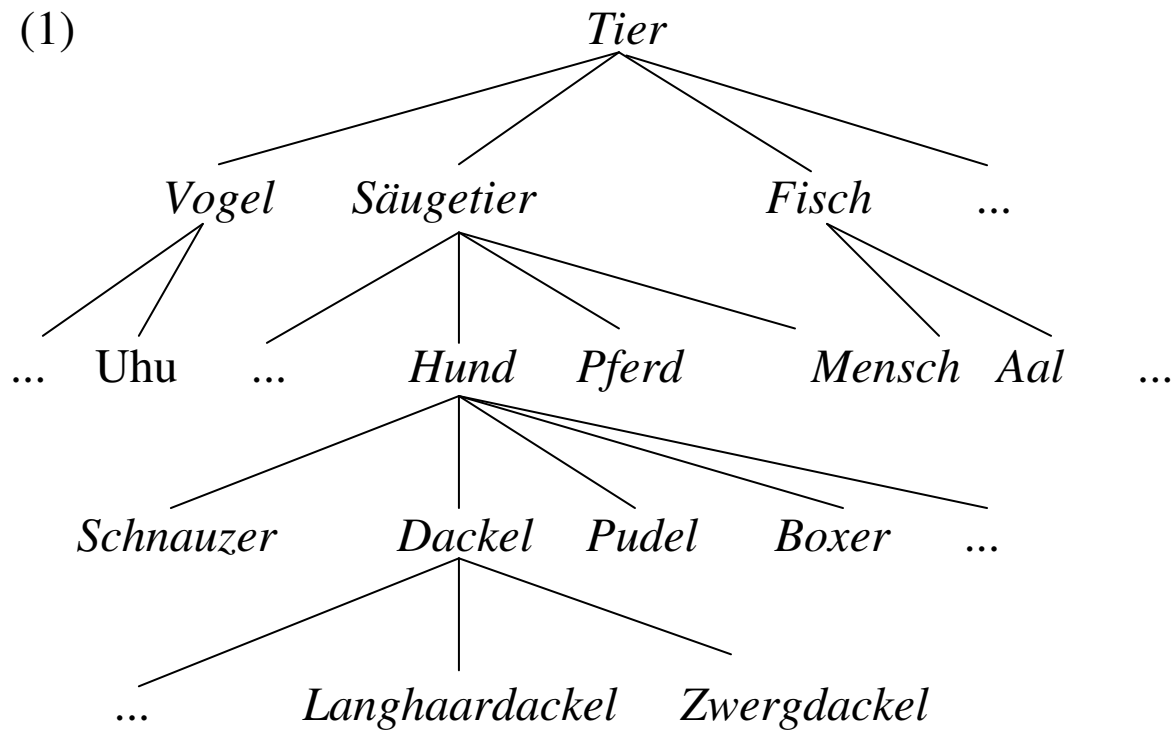 (1) Tier
Vogel Säugetier Fisch ...
... Uhu ... Hund Pferd Mensch Aal ...
Schnauzer Dackel Pudel Boxer ...
... Langhaardackel Zwergdackel